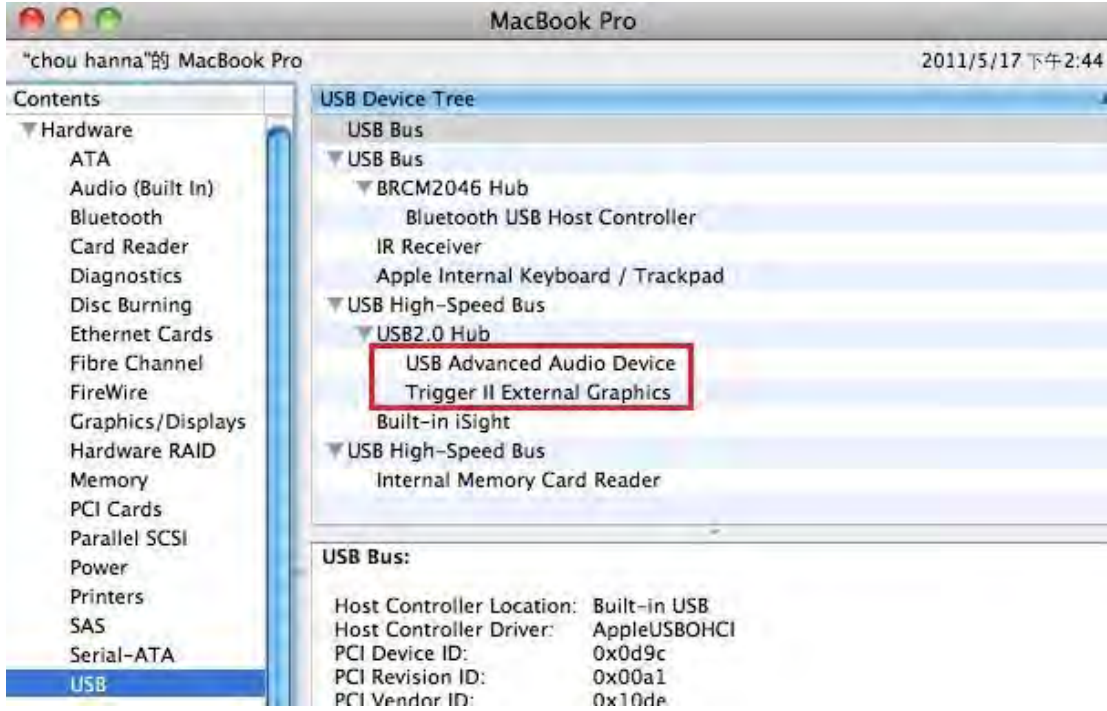 MacBook Pro
"chou hanna"的 MacBook Pro
2011/5/17 下午2:44
Contents
Hardware
ATA
Audio (Built In)
Bluetooth
Card Reader
Diagnostics
Disc Burning
Ethernet Cards
Fibre Channel
FireWire
Graphics/Displays
Hardware RAID
Memory
PCI Cards
Parallel SCSI
Power
Printers
SAS
Serial-ATA
USB
USB Device Tree
USB Bus
USB Bus
BRCM2046 Hub
Bluetooth USB Host Controller
IR Receiver
Apple Internal Keyboard / Trackpad
USB High-Speed Bus
USB2.0 Hub
USB Advanced Audio Device
Trigger II External Graphics
Built-in iSight
USB High-Speed Bus
Internal Memory Card Reader
USB Bus:
Host Controller Location: Built-in USB
Host Controller Driver: AppleUSBOHCI
PCI Device ID: 0x0d9c
PCI Revision ID: 0x00a1
PCI Vendor ID: 0x10de